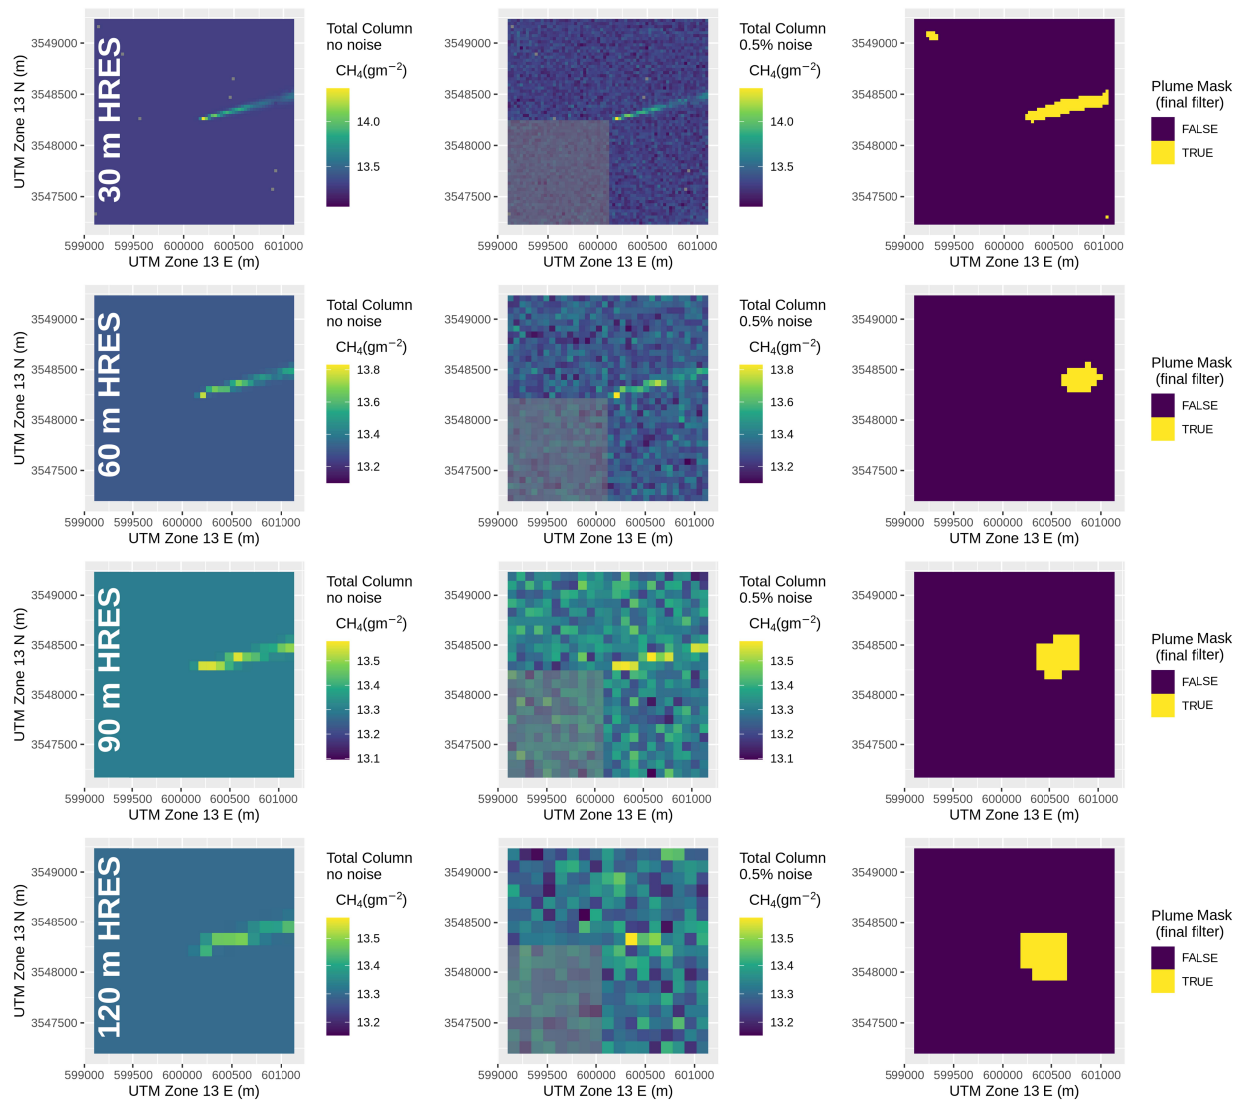 Total Column
no noise
CH₄(gm⁻²)
14.0
13.5
UTM Zone 13 N (m)
3549000
3548500
3548000
3547500
30 m HRES
599000 599500 600000 600500 601000
UTM Zone 13 E (m)
Total Column
0.5% noise
CH₄(gm⁻²)
14.0
13.5
3549000
3548500
3548000
3547500
599000 599500 600000 600500 601000
UTM Zone 13 E (m)
Plume Mask
(final filter)
FALSE
TRUE
3549000
3548500
3548000
3547500
599000 599500 600000 600500 601000
UTM Zone 13 E (m)
Total Column
no noise
CH₄(gm⁻²)
13.8
13.6
13.4
13.2
UTM Zone 13 N (m)
3549000
3548500
3548000
3547500
60 m HRES
599000 599500 600000 600500 601000
UTM Zone 13 E (m)
Total Column
0.5% noise
CH₄(gm⁻²)
13.8
13.6
13.4
13.2
3549000
3548500
3548000
3547500
599000 599500 600000 600500 601000
UTM Zone 13 E (m)
Plume Mask
(final filter)
FALSE
TRUE
3549000
3548500
3548000
3547500
599000 599500 600000 600500 601000
UTM Zone 13 E (m)
Total Column
no noise
CH₄(gm⁻²)
13.5
13.4
13.3
13.2
13.1
UTM Zone 13 N (m)
3549000
3548500
3548000
3547500
90 m HRES
599000 599500 600000 600500 601000
UTM Zone 13 E (m)
Total Column
0.5% noise
CH₄(gm⁻²)
13.5
13.4
13.3
13.2
13.1
3549000
3548500
3548000
3547500
599000 599500 600000 600500 601000
UTM Zone 13 E (m)
Plume Mask
(final filter)
FALSE
TRUE
3549000
3548500
3548000
3547500
599000 599500 600000 600500 601000
UTM Zone 13 E (m)
Total Column
no noise
CH₄(gm⁻²)
13.5
13.4
13.3
13.2
UTM Zone 13 N (m)
3549000
3548500
3548000
3547500
120 m HRES
599000 599500 600000 600500 601000
UTM Zone 13 E (m)
Total Column
0.5% noise
CH₄(gm⁻²)
13.5
13.4
13.3
13.2
3549000
3548500
3548000
3547500
599000 599500 600000 600500 601000
UTM Zone 13 E (m)
Plume Mask
(final filter)
FALSE
TRUE
3549000
3548500
3548000
3547500
599000 599500 600000 600500 601000
UTM Zone 13 E (m)